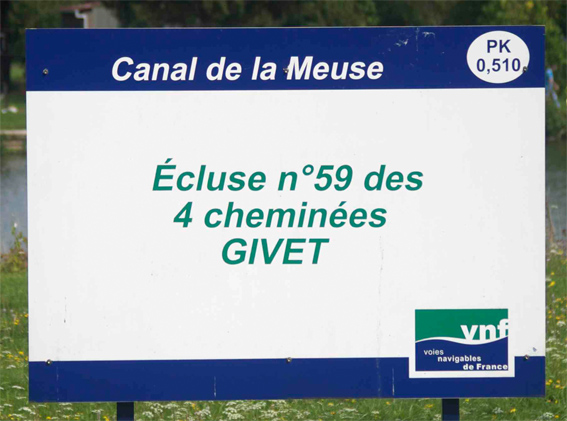 Canal de la Meuse
PK
0,510
Écluse n°59 des
4 cheminées
GIVET
vnf
voies
navigables
de France